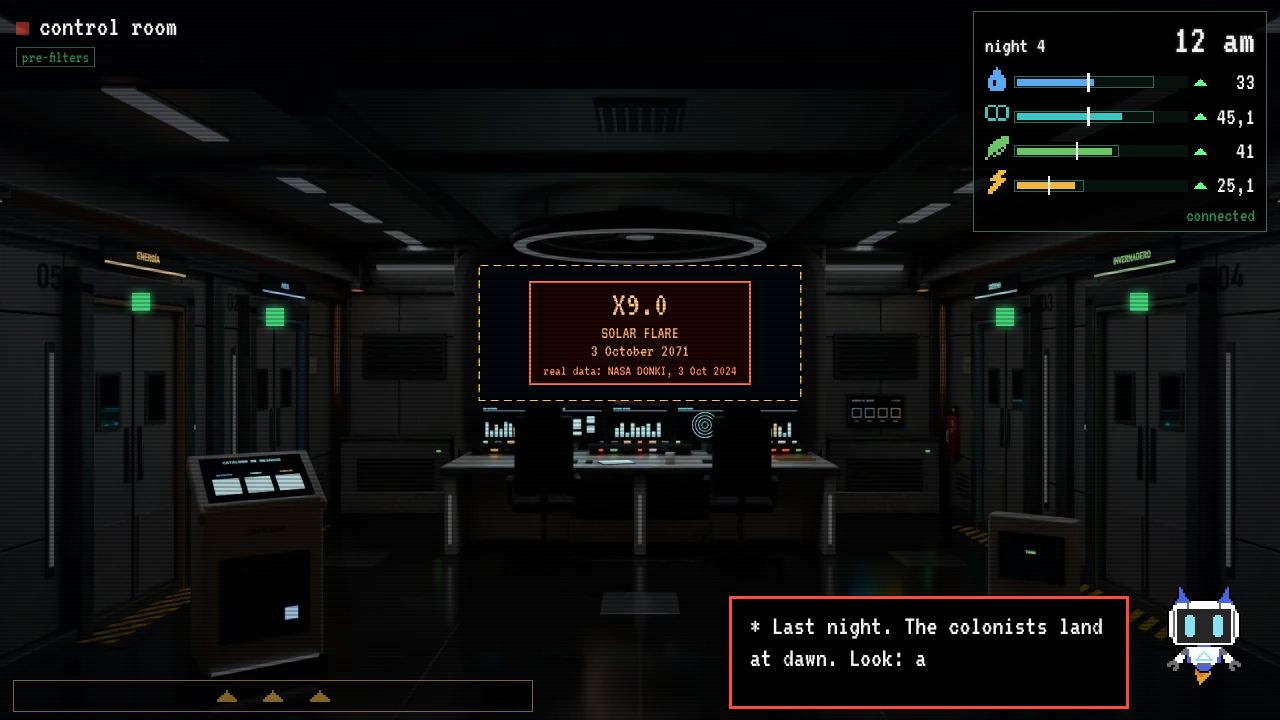 control room
pre-filters
night 4
12 am
33
45,1
41
25,1
connected
05
ENERGÍA
INVERNADERO
04
X9.0
SOLAR FLARE
3 October 2071
real data: NASA DONKI, 3 Oct 2024
* Last night. The colonists land
at dawn. Look: a